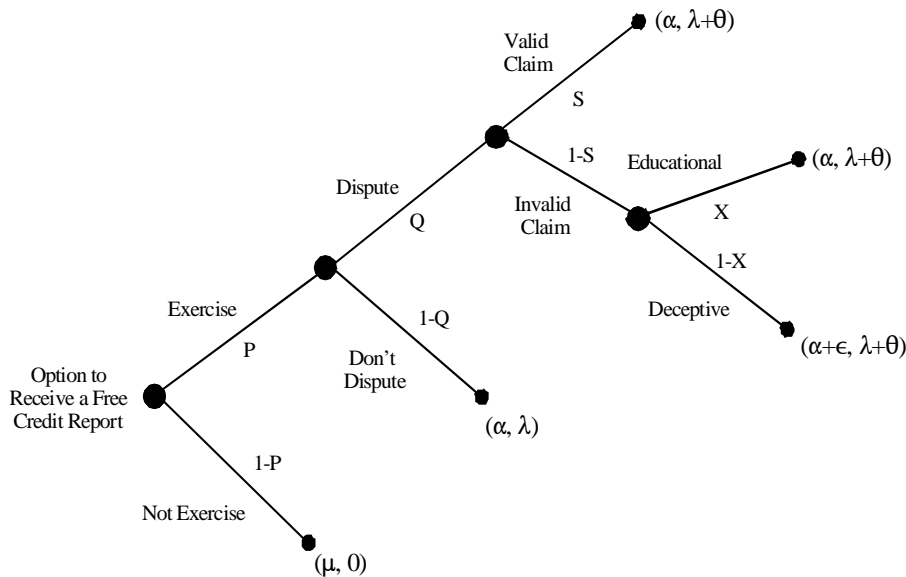 Valid
Claim
(α, λ+θ)
S
1-S
Educational
(α, λ+θ)
Dispute
Invalid
Claim
X
Q
1-X
Exercise
1-Q
Deceptive
P
Don't
Dispute
(α+ϵ, λ+θ)
Option to
Receive a Free
Credit Report
(α, λ)
1-P
Not Exercise
(μ, 0)